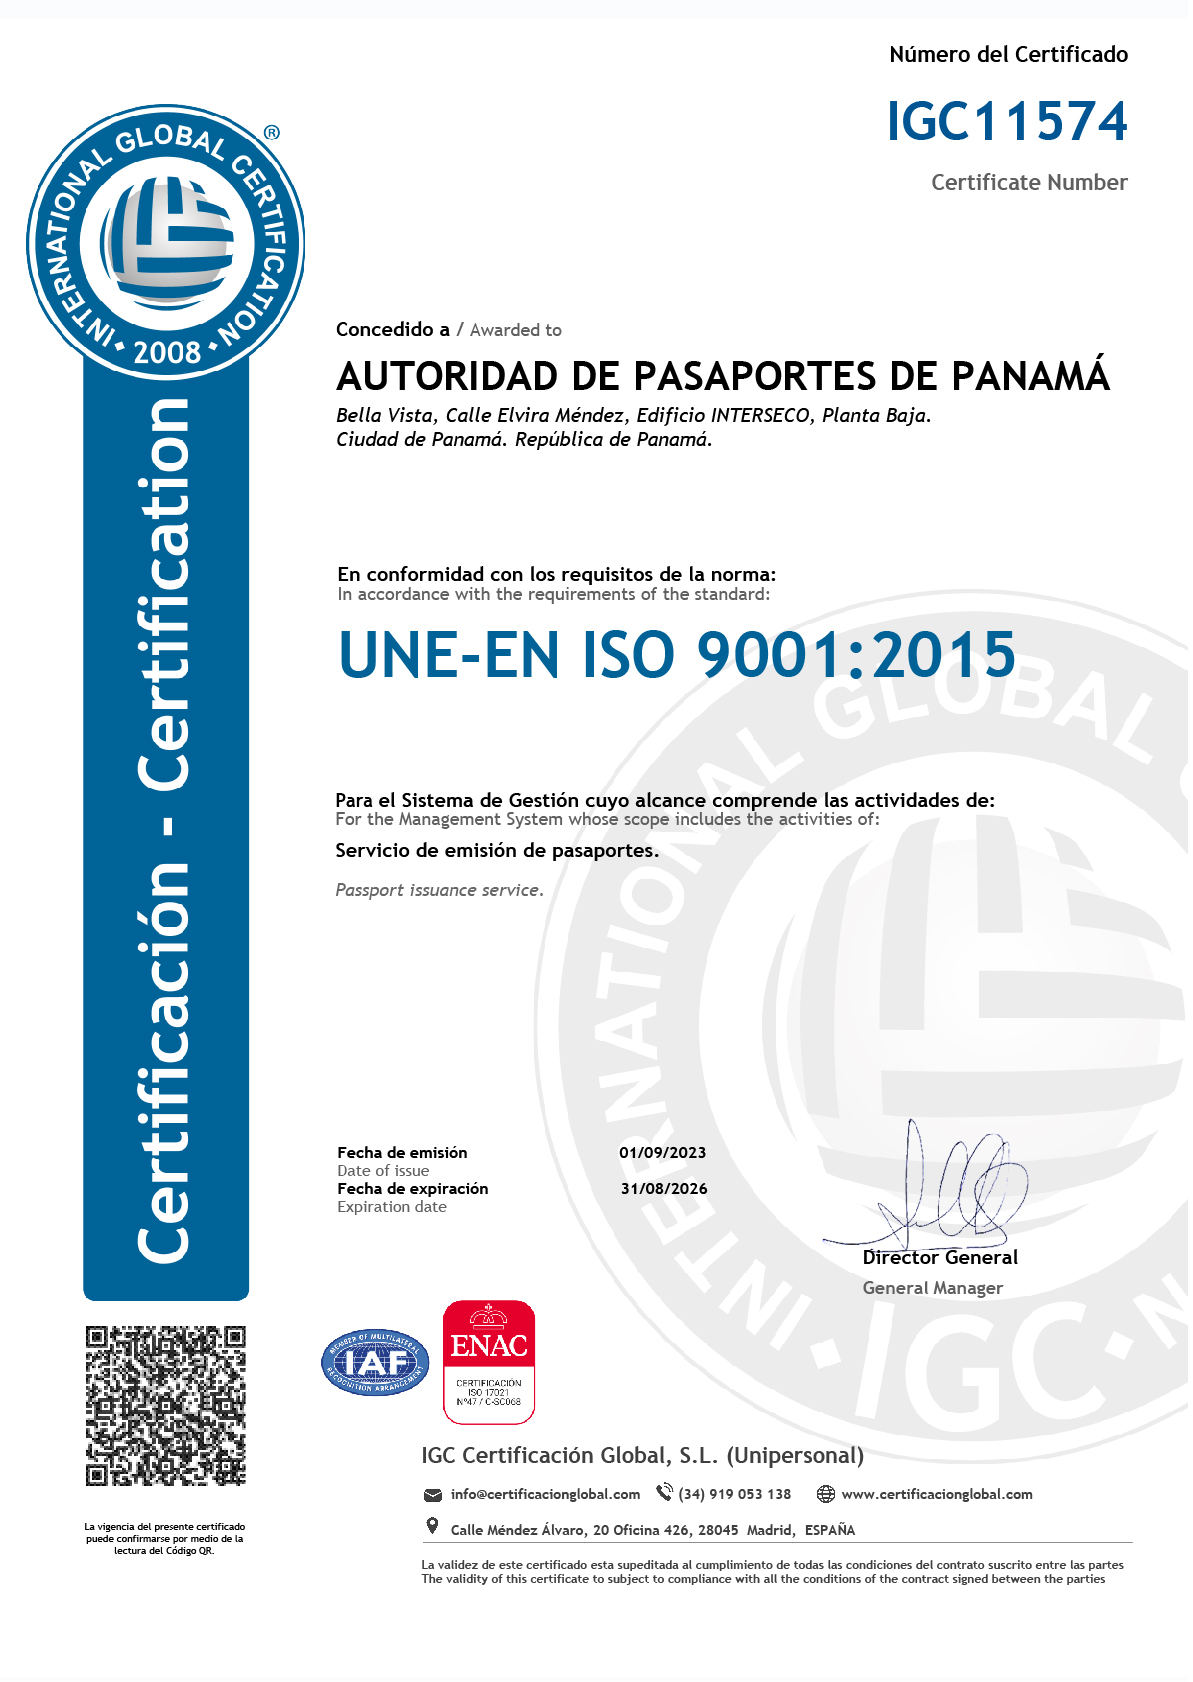 Número del Certificado
IGC11574
Certificate Number
INTERNATIONAL GLOBAL CERTIFICATION
®
· 2008 ·
Certificación - Certification
Concedido a / Awarded to
AUTORIDAD DE PASAPORTES DE PANAMÁ
Bella Vista, Calle Elvira Méndez, Edificio INTERSECO, Planta Baja.
Ciudad de Panamá. República de Panamá.
En conformidad con los requisitos de la norma:
In accordance with the requirements of the standard:
UNE-EN ISO 9001:2015
Para el Sistema de Gestión cuyo alcance comprende las actividades de:
For the Management System whose scope includes the activities of:
Servicio de emisión de pasaportes.
Passport issuance service.
INTERNATIONAL GLOBAL
· IGC · N
Fecha de emisión 01/09/2023
Date of issue
Fecha de expiración 31/08/2026
Expiration date
Director General
General Manager
MEMBER OF MULTILATERAL
IAF
RECOGNITION ARRANGEMENT
ENAC
CERTIFICACIÓN
ISO 17021
Nº47 / C-SC068
IGC Certificación Global, S.L. (Unipersonal)
info@certificacionglobal.com (34) 919 053 138 www.certificacionglobal.com
Calle Méndez Álvaro, 20 Oficina 426, 28045 Madrid, ESPAÑA
La vigencia del presente certificado
puede confirmarse por medio de la
lectura del Código QR.
La validez de este certificado esta supeditada al cumplimiento de todas las condiciones del contrato suscrito entre las partes
The validity of this certificate to subject to compliance with all the conditions of the contract signed between the parties